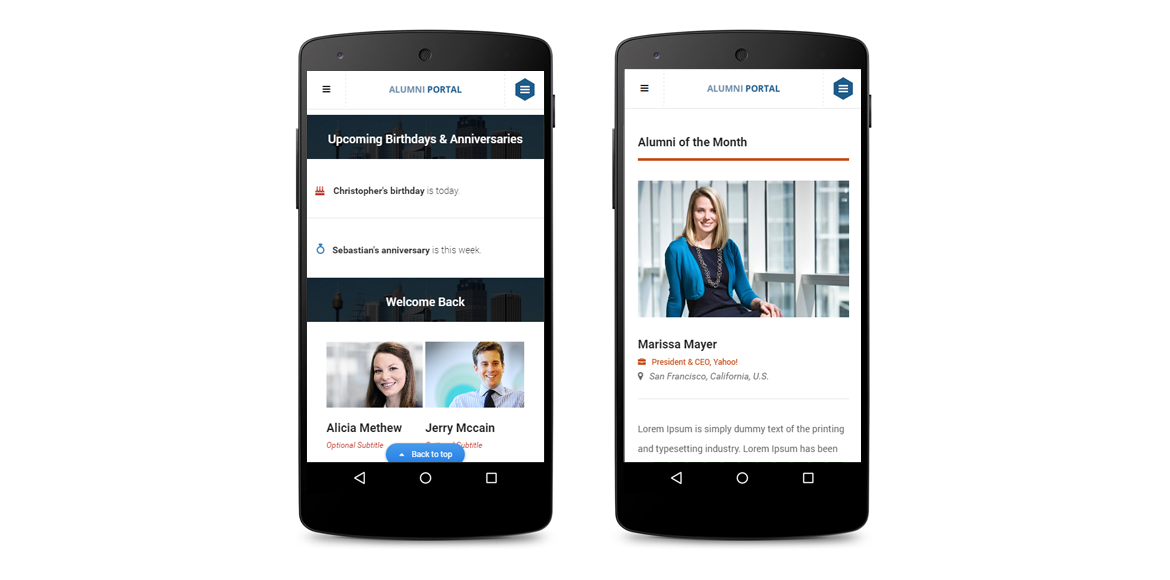 ALUMNI PORTAL
Upcoming Birthdays & Anniversaries
Christopher's birthday is today.
Sebastian's anniversary is this week.
Welcome Back
Alicia Methew
Jerry Mccain
Optional Subtitle
Subtitle
Back to top
ALUMNI PORTAL
Alumni of the Month
Marissa Mayer
President & CEO, Yahoo!
San Francisco, California, U.S.
Lorem Ipsum is simply dummy text of the printing
and typesetting industry. Lorem Ipsum has been